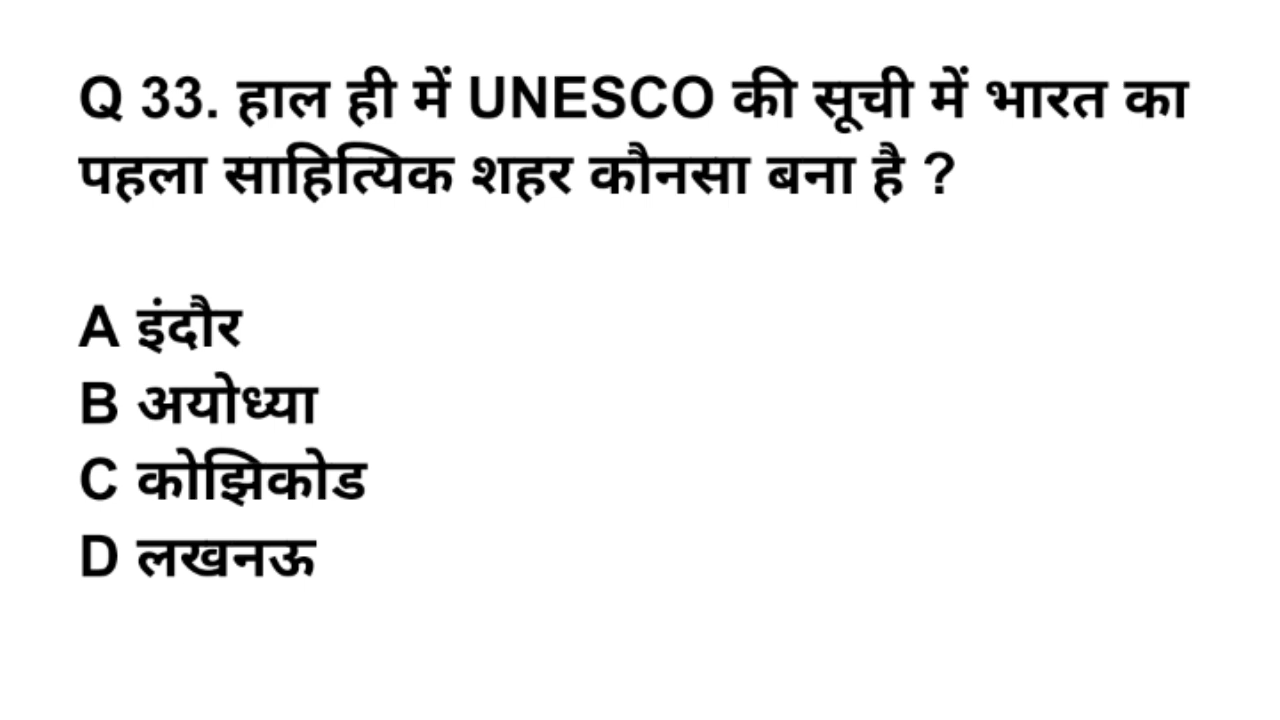 Q 33. हाल ही में UNESCO की सूची में भारत का
पहला साहित्यिक शहर कौनसा बना है ?
A इंदौर
B अयोध्या
C कोझिकोड
D लखनऊ